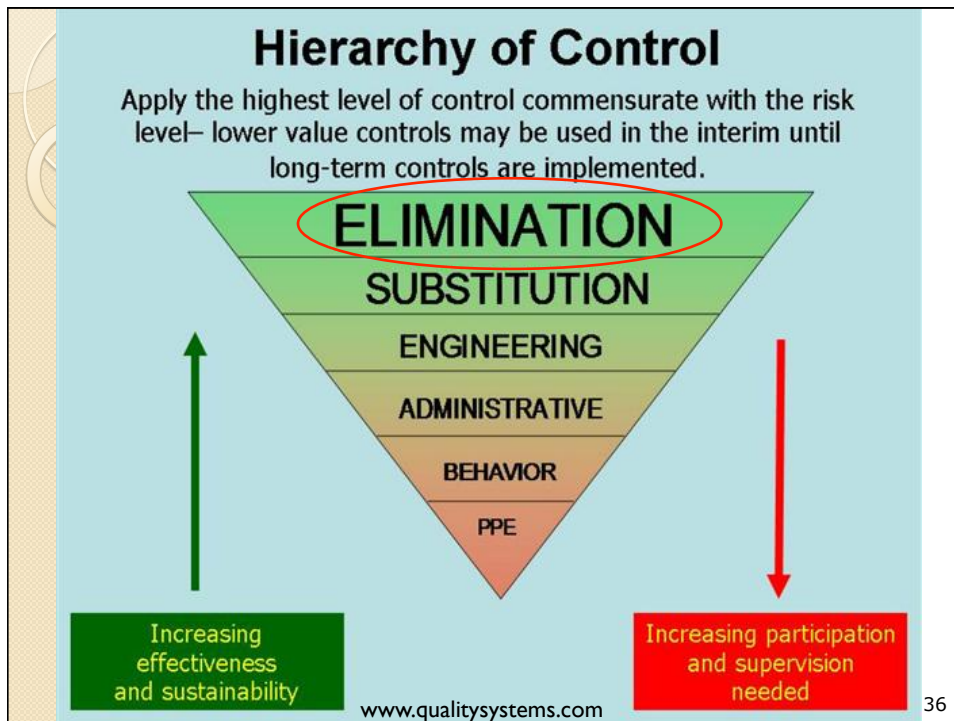 Hierarchy of Control
Apply the highest level of control commensurate with the risk
level– lower value controls may be used in the interim until
long-term controls are implemented.
ELIMINATION
SUBSTITUTION
ENGINEERING
ADMINISTRATIVE
BEHAVIOR
PPE
Increasing
effectiveness
and sustainability
Increasing participation
and supervision
needed
www.qualitysystems.com
36